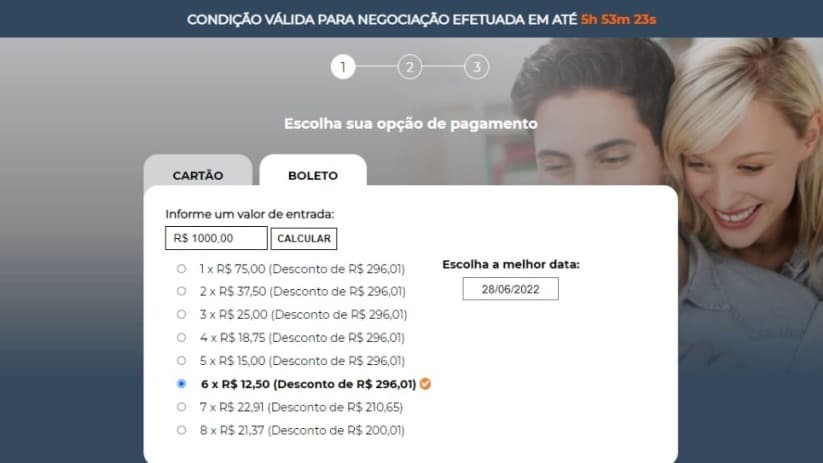 CONDIÇÃO VÁLIDA PARA NEGOCIAÇÃO EFETUADA EM ATÉ 5h 53m 23s
1 2 3
Escolha sua opção de pagamento
CARTÃO BOLETO
Informe um valor de entrada:
R$ 1000,00 CALCULAR
Escolha a melhor data:
28/06/2022
1 x R$ 75,00 (Desconto de R$ 296,01)
2 x R$ 37,50 (Desconto de R$ 296,01)
3 x R$ 25,00 (Desconto de R$ 296,01)
4 x R$ 18,75 (Desconto de R$ 296,01)
5 x R$ 15,00 (Desconto de R$ 296,01)
6 x R$ 12,50 (Desconto de R$ 296,01)
7 x R$ 22,91 (Desconto de R$ 210,65)
8 x R$ 21,37 (Desconto de R$ 200,01)